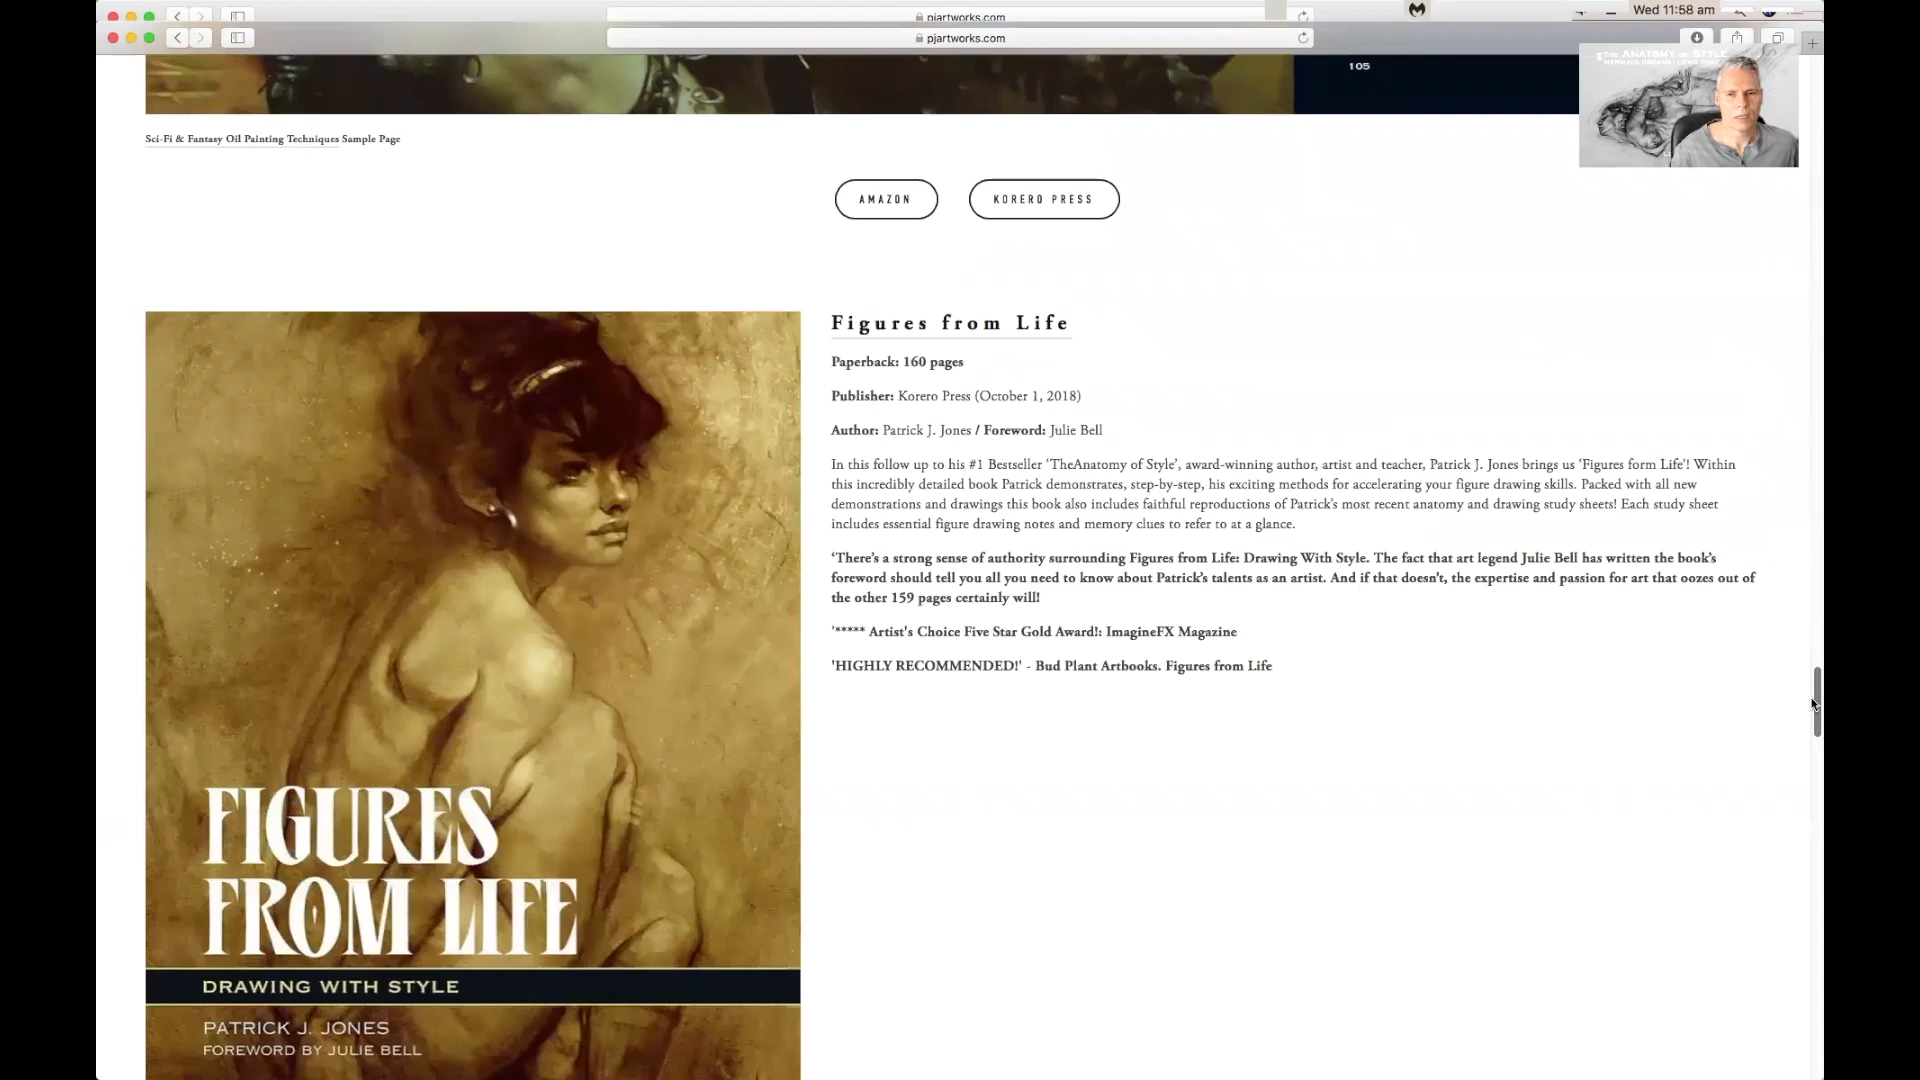 pjartworks.com
Wed 11:58 am
pjartworks.com
THE ANATOMY OF STYLE
105
Sci-Fi & Fantasy Oil Painting Techniques Sample Page
AMAZON
KORERO PRESS
Figures from Life
Paperback: 160 pages
Publisher: Korero Press (October 1, 2018)
Author: Patrick J. Jones / Foreword: Julie Bell
In this follow up to his #1 Bestseller ‘TheAnatomy of Style’, award-winning author, artist and teacher, Patrick J. Jones brings us ‘Figures form Life’! Within
this incredibly detailed book Patrick demonstrates, step-by-step, his exciting methods for accelerating your figure drawing skills. Packed with all new
demonstrations and drawings this book also includes faithful reproductions of Patrick’s most recent anatomy and drawing study sheets! Each study sheet
includes essential figure drawing notes and memory clues to refer to at a glance.
‘There’s a strong sense of authority surrounding Figures from Life: Drawing With Style. The fact that art legend Julie Bell has written the book’s
foreword should tell you all you need to know about Patrick’s talents as an artist. And if that doesn’t, the expertise and passion for art that oozes out of
the other 159 pages certainly will!
'***** Artist's Choice Five Star Gold Award!: ImagineFX Magazine
'HIGHLY RECOMMENDED!' - Bud Plant Artbooks. Figures from Life
FIGURES
FROM LIFE
DRAWING WITH STYLE
PATRICK J. JONES
FOREWORD BY JULIE BELL